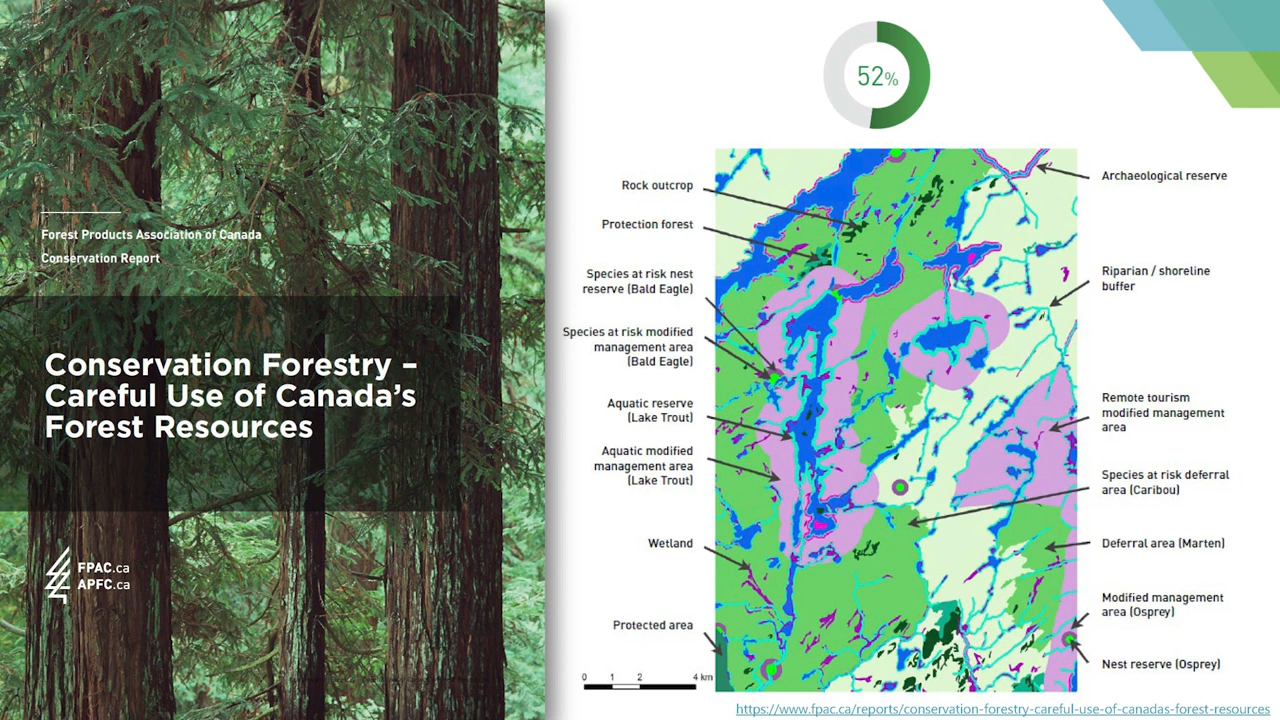 Forest Products Association of Canada
Conservation Report
Conservation Forestry –
Careful Use of Canada's
Forest Resources
FPAC.ca
APFC.ca
52%
Rock outcrop
Protection forest
Species at risk nest
reserve (Bald Eagle)
Species at risk modified
management area
(Bald Eagle)
Aquatic reserve
(Lake Trout)
Aquatic modified
management area
(Lake Trout)
Wetland
Protected area
0 1 2 4 km
Archaeological reserve
Riparian / shoreline
buffer
Remote tourism
modified management
area
Species at risk deferral
area (Caribou)
Deferral area (Marten)
Modified management
area (Osprey)
Nest reserve (Osprey)
https://www.fpac.ca/reports/conservation-forestry-careful-use-of-canadas-forest-resources